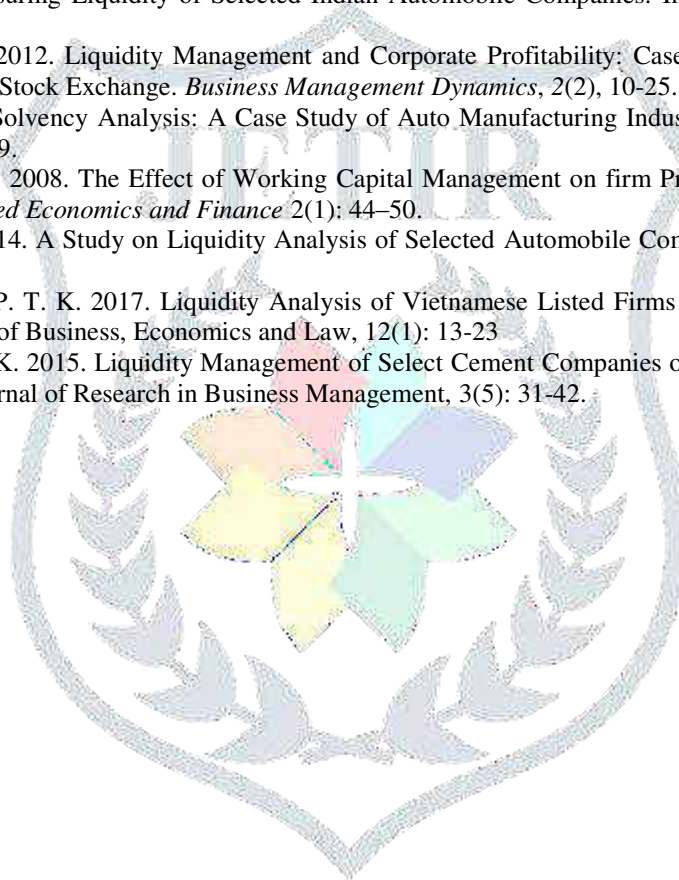 suring Liquidity of Selected Indian Automobile Companies. In
2012. Liquidity Management and Corporate Profitability: Case
Stock Exchange. Business Management Dynamics, 2(2), 10-25.
Solvency Analysis: A Case Study of Auto Manufacturing Indus
9.
2008. The Effect of Working Capital Management on firm Pr
ed Economics and Finance 2(1): 44–50.
14. A Study on Liquidity Analysis of Selected Automobile Con
P. T. K. 2017. Liquidity Analysis of Vietnamese Listed Firms
of Business, Economics and Law, 12(1): 13-23
K. 2015. Liquidity Management of Select Cement Companies o
rnal of Research in Business Management, 3(5): 31-42.
JETIR